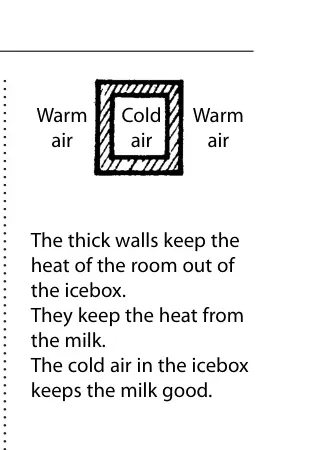 Warm Cold Warm
air air air
The thick walls keep the
heat of the room out of
the icebox.
They keep the heat from
the milk.
The cold air in the icebox
keeps the milk good.